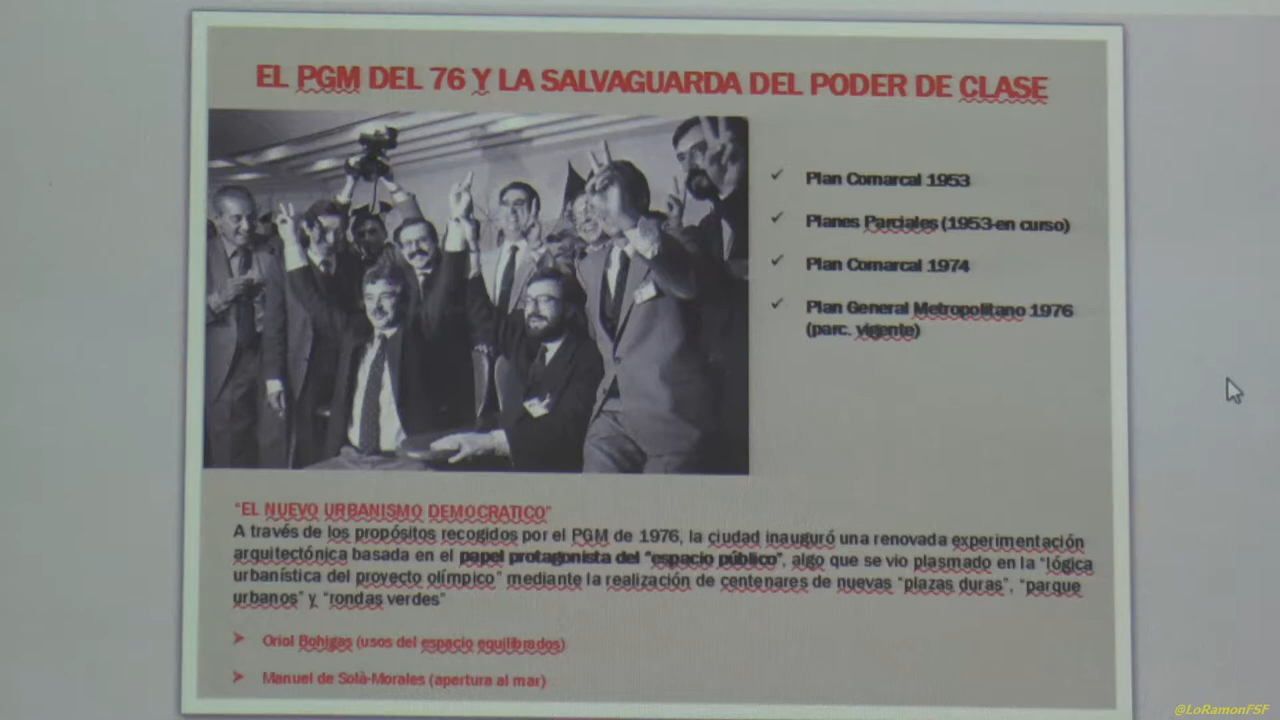 EL PGM DEL 76 Y LA SALVAGUARDA DEL PODER DE CLASE
✓ Plan Comarcal 1953
✓ Planes Parciales (1953-en curso)
✓ Plan Comarcal 1974
✓ Plan General Metropolitano 1976
(parc. vigente)
"EL NUEVO URBANISMO DEMOCRATICO"
A través de los propósitos recogidos por el PGM de 1976, la ciudad inauguró una renovada experimentación
arquitectónica basada en el papel protagonista del "espacio público", algo que se vio plasmado en la "lógica
urbanística del proyecto olímpico" mediante la realización de centenares de nuevas "plazas duras", "parque
urbanos" y "rondas verdes"
➤ Oriol Bohigas (usos del espacio equilibrados)
➤ Manuel de Solà-Morales (apertura al mar)
@LoRamonFSF